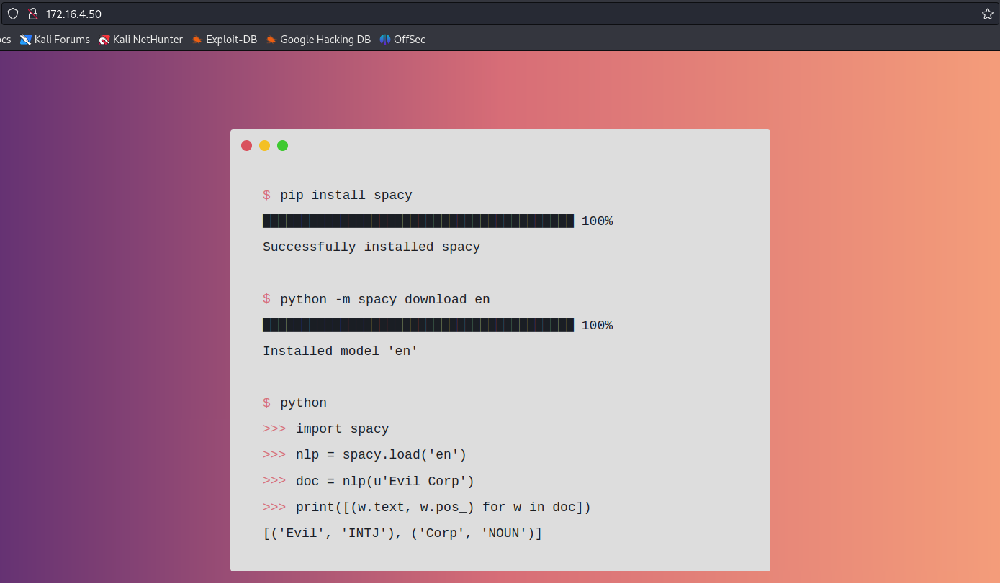 172.16.4.50
ocs Kali Forums Kali NetHunter Exploit-DB Google Hacking DB OffSec
$ pip install spacy
100%
Successfully installed spacy
$ python -m spacy download en
100%
Installed model 'en'
$ python
>>> import spacy
>>> nlp = spacy.load('en')
>>> doc = nlp(u'Evil Corp')
>>> print([(w.text, w.pos_) for w in doc])
[('Evil', 'INTJ'), ('Corp', 'NOUN')]